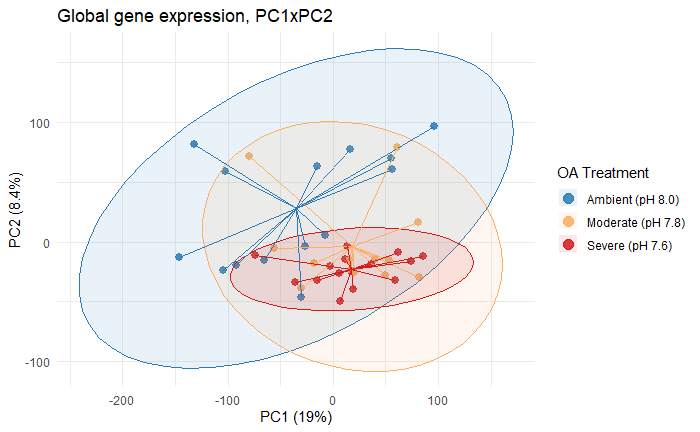 Global gene expression, PC1xPC2
PC2 (8.4%)
100
0
-100
-200
-100
0
100
PC1 (19%)
OA Treatment
Ambient (pH 8.0)
Moderate (pH 7.8)
Severe (pH 7.6)